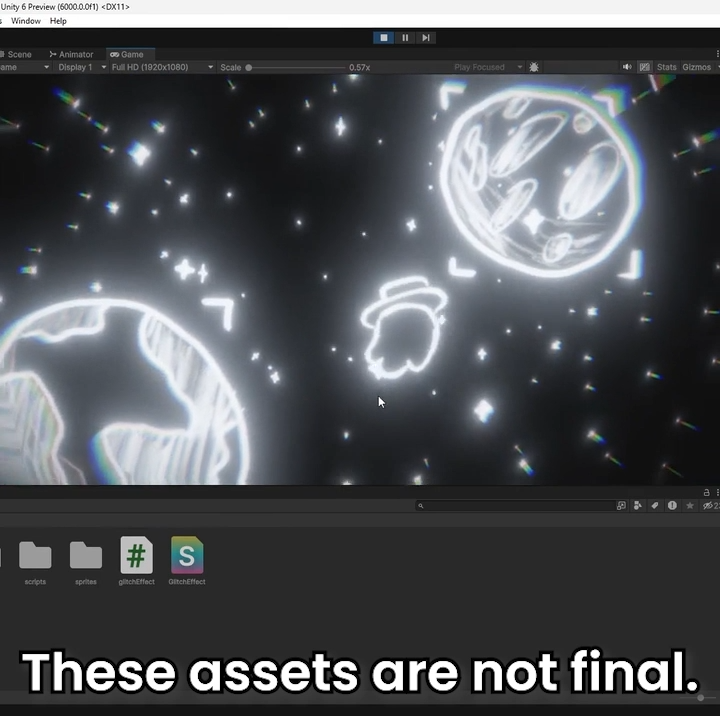 Unity 6 Preview (6000.0.0f1) <DX11>
Window Help
Scene Animator Game
Display 1 Full HD (1920x1080) Scale 0.57x Play Focused Stats Gizmos
scripts sprites glitchEffect GlitchEffect
#
S
These assets are not final.